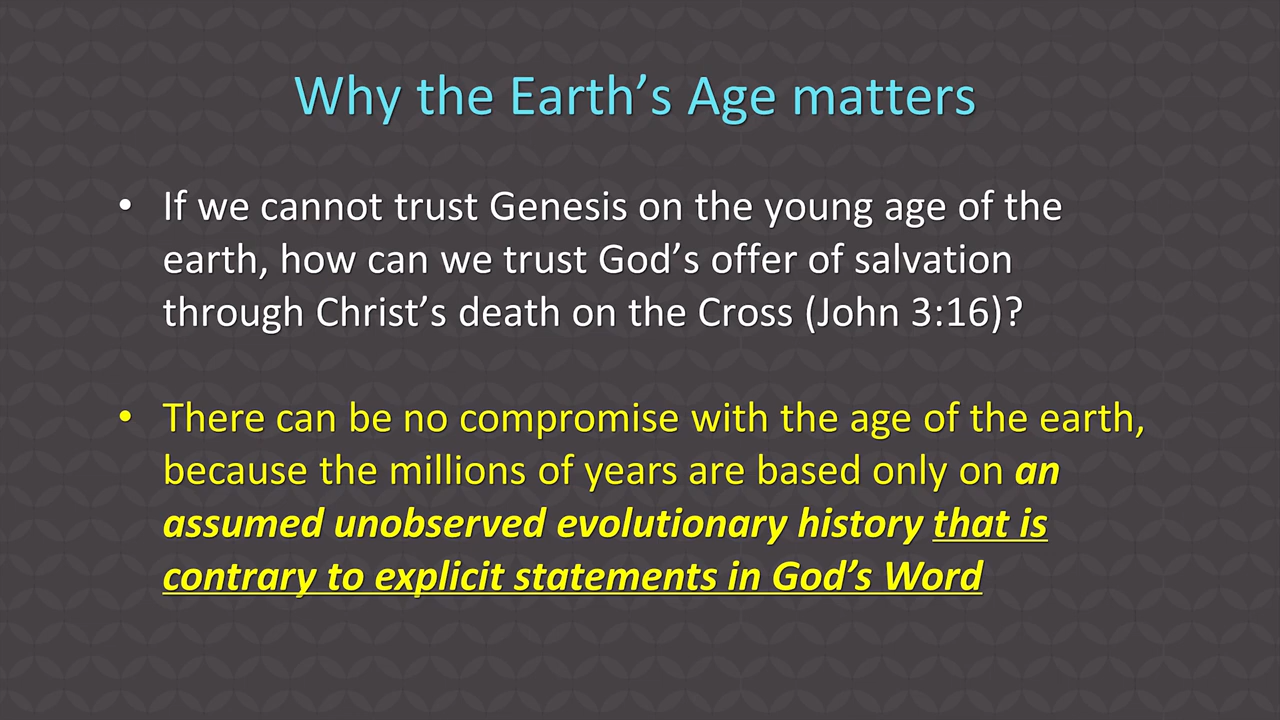 Why the Earth’s Age matters
• If we cannot trust Genesis on the young age of the
earth, how can we trust God’s offer of salvation
through Christ’s death on the Cross (John 3:16)?
• There can be no compromise with the age of the earth,
because the millions of years are based only on an
assumed unobserved evolutionary history that is
contrary to explicit statements in God’s Word